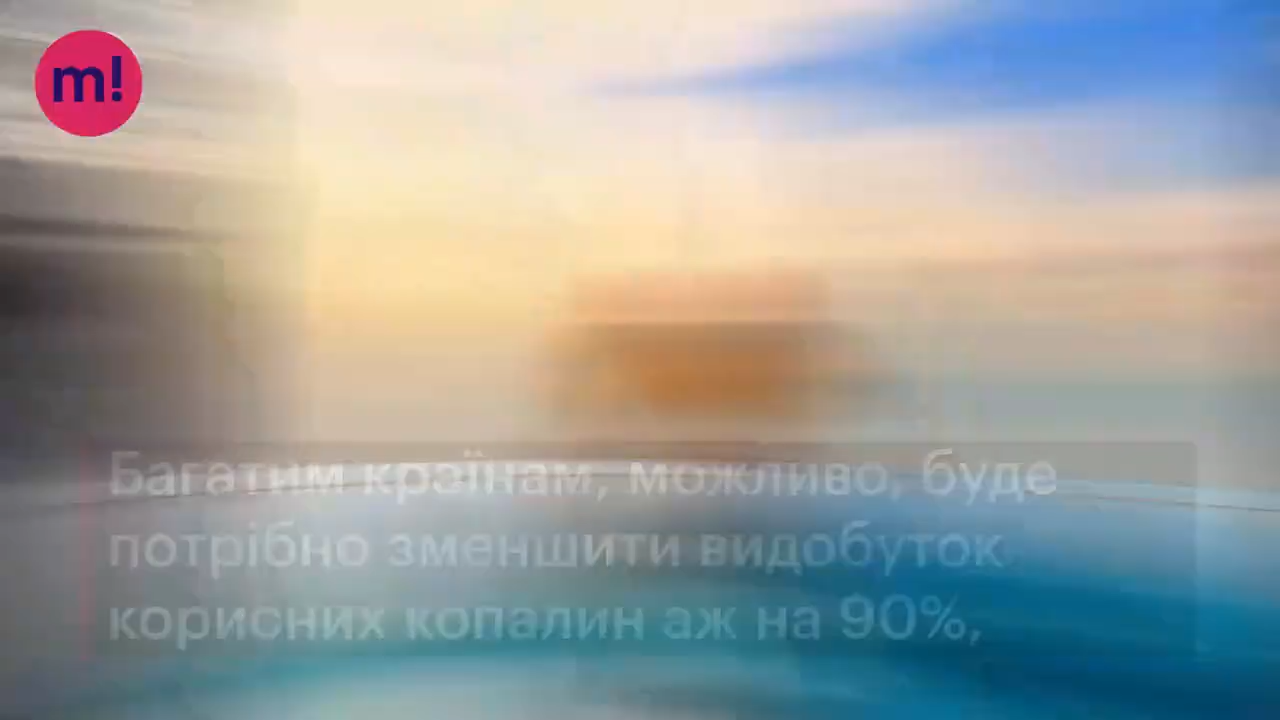 m!
Багатим країнам, можливо, буде
потрібно зменшити видобуток
корисних копалин аж на 90%,